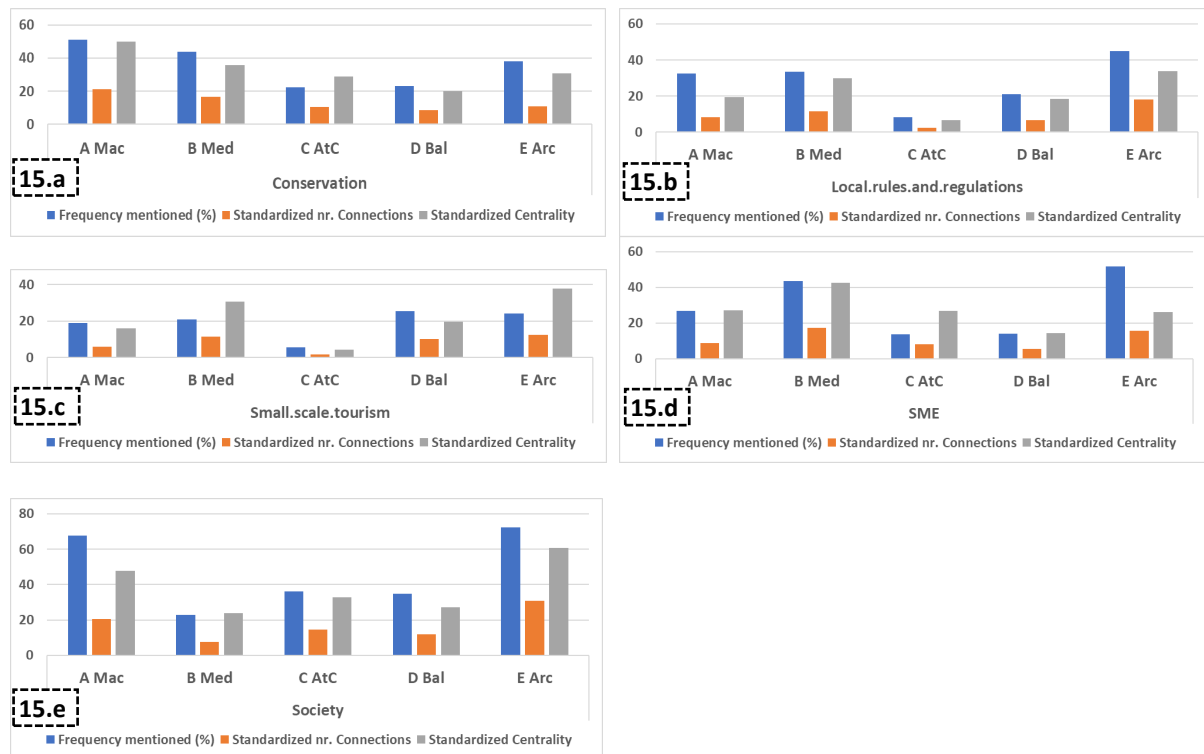 60
40
20
0
A Mac B Med C AtC D Bal E Arc
15.a
Conservation
Frequency mentioned (%) Standardized nr. Connections Standardized Centrality
60
40
20
0
A Mac B Med C AtC D Bal E Arc
15.b
Local.rules.and.regulations
Frequency mentioned (%) Standardized nr. Connections Standardized Centrality
40
20
0
A Mac B Med C AtC D Bal E Arc
15.c
Small.scale.tourism
Frequency mentioned (%) Standardized nr. Connections Standardized Centrality
60
40
20
0
A Mac B Med C AtC D Bal E Arc
15.d
SME
Frequency mentioned (%) Standardized nr. Connections Standardized Centrality
80
60
40
20
0
A Mac B Med C AtC D Bal E Arc
15.e
Society
Frequency mentioned (%) Standardized nr. Connections Standardized Centrality